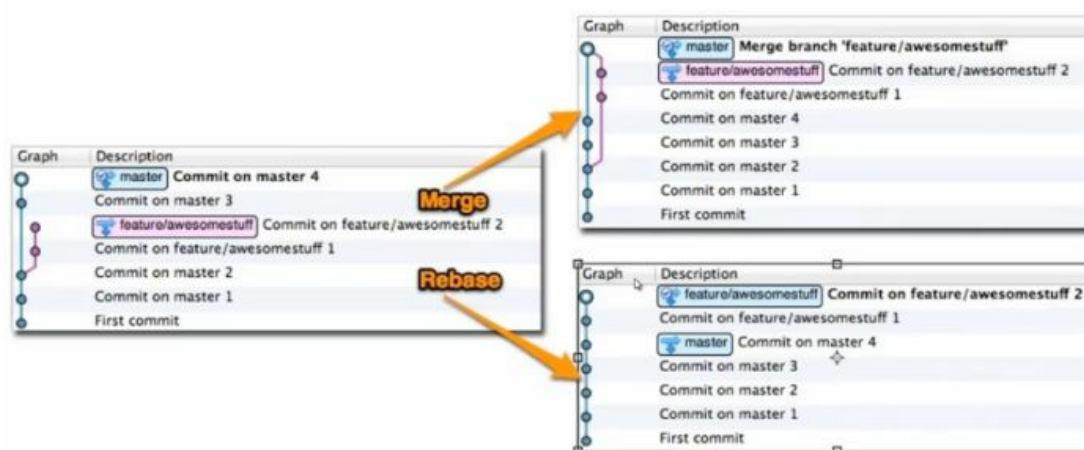 Graph Description
master Commit on master 4
Commit on master 3
feature/awesomestuff Commit on feature/awesomestuff 2
Commit on feature/awesomestuff 1
Commit on master 2
Commit on master 1
First commit
Merge
Rebase
Graph Description
master Merge branch 'feature/awesomestuff'
feature/awesomestuff Commit on feature/awesomestuff 2
Commit on feature/awesomestuff 1
Commit on master 4
Commit on master 3
Commit on master 2
Commit on master 1
First commit
Graph Description
feature/awesomestuff Commit on feature/awesomestuff 2
Commit on feature/awesomestuff 1
master Commit on master 4
Commit on master 3
Commit on master 2
Commit on master 1
First commit